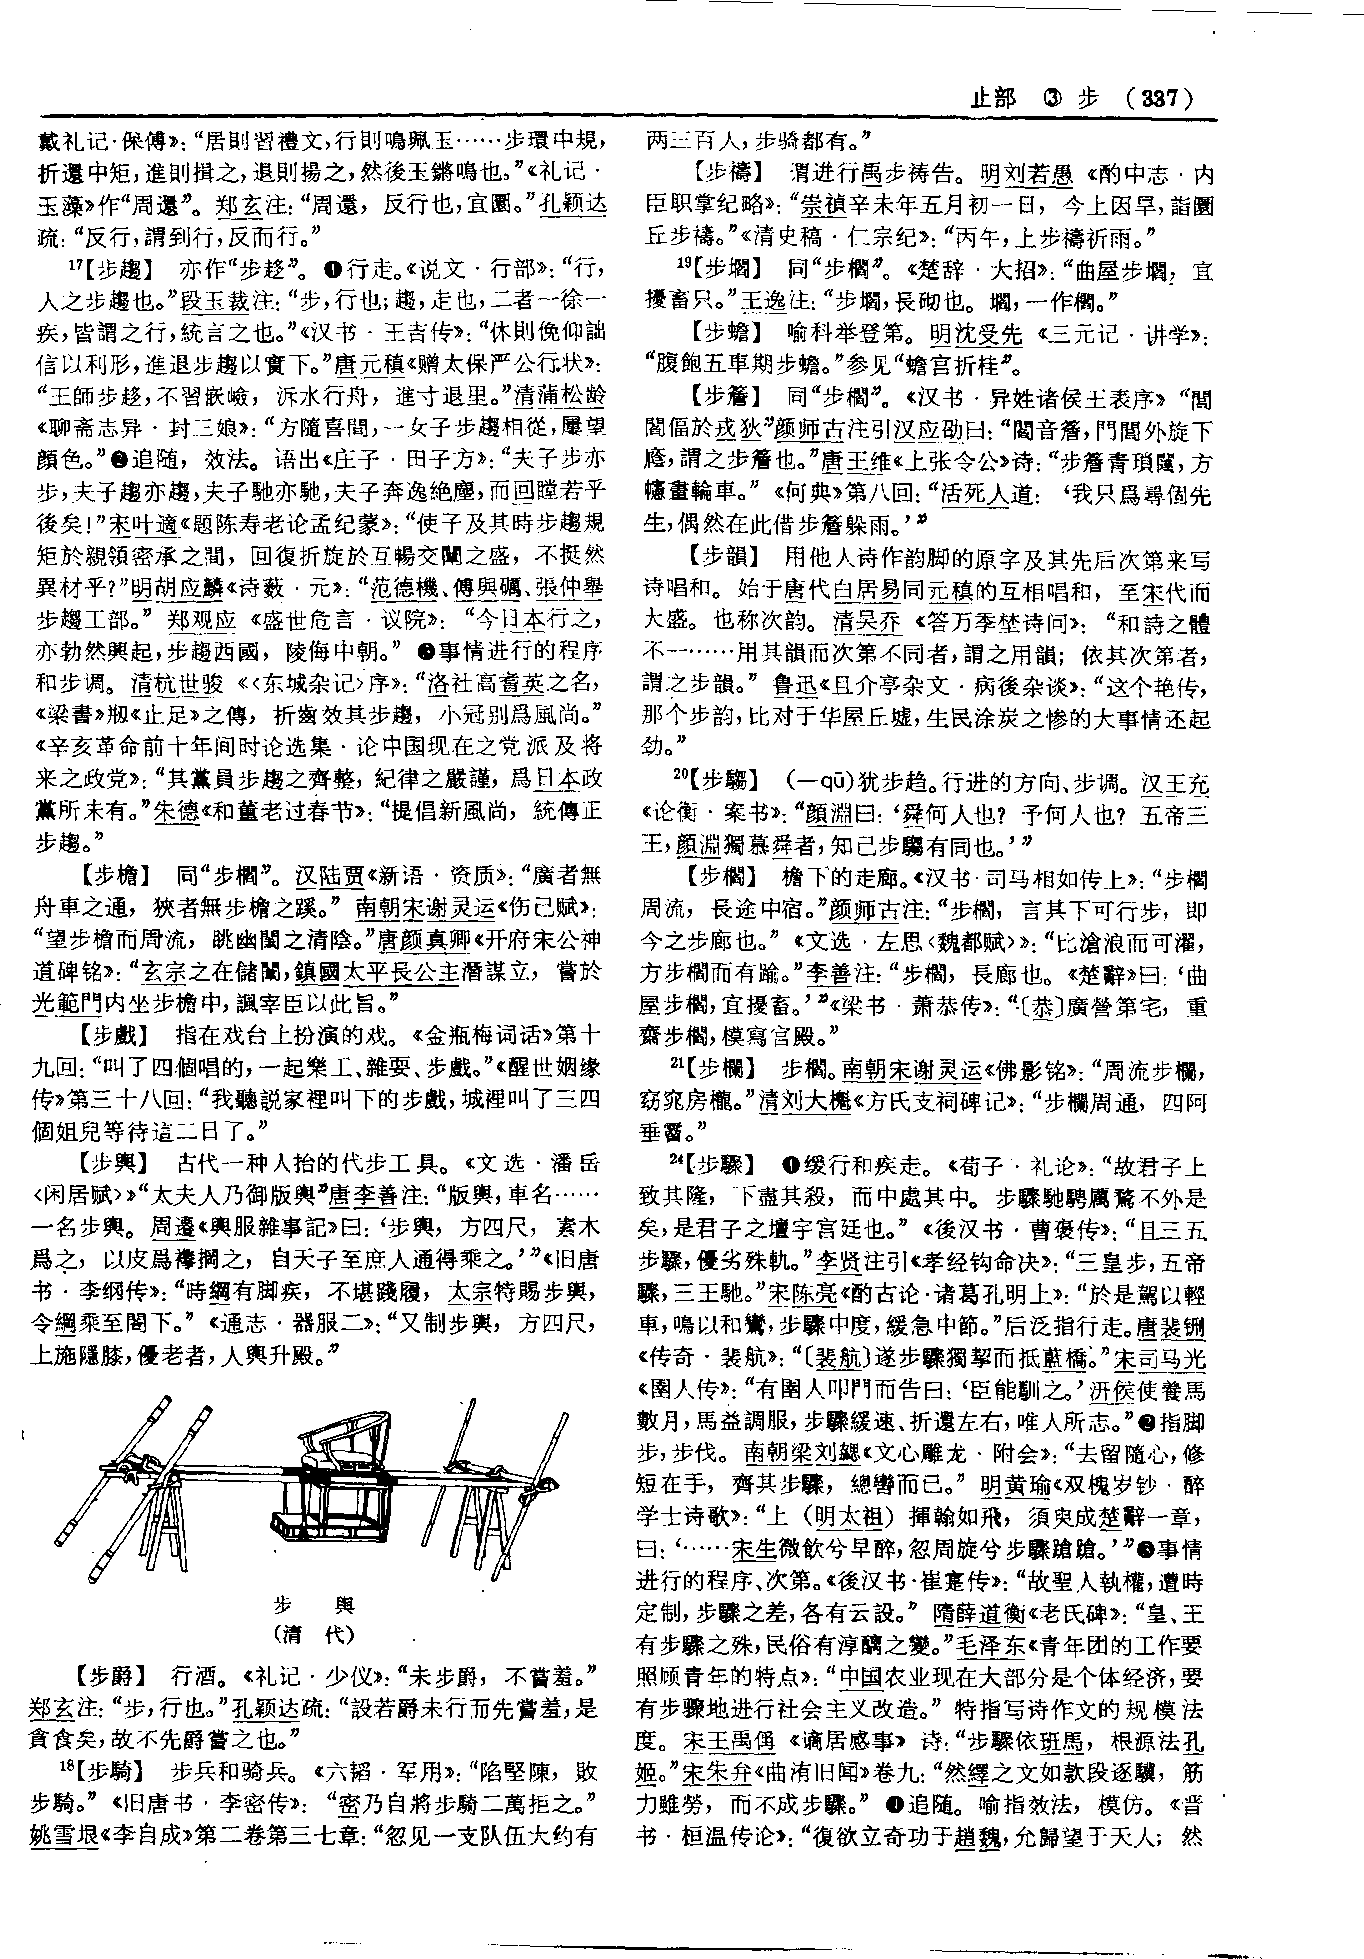 止部 ③ 步 (337)
戴礼记·保傅》：“居則習禮文，行則鳴珮玉……步環中規，
折還中矩，進則揖之，退則揚之，然後玉鏘鳴也。”《礼记·
玉藻》作“周還”。郑玄注：“周還，反行也，宜圜。”孔颖达
疏：“反行，謂到行，反而行。”
17【步趨】 亦作“步趍”。❶行走。《说文·行部》：“行，
人之步趨也。”段玉裁注：“步，行也；趨，走也，二者一徐一
疾，皆謂之行，統言之也。”《汉书·王吉传》：“休則俛仰詘
信以利形，進退步趨以實下。”唐元稹《赠太保严公行状》：
“王師步趍，不習嵌嶮，泝水行舟，進寸退里。”清蒲松龄
《聊斋志异·封三娘》：“方隨喜間，一女子步趨相從，屢望
顏色。”❷追随，效法。语出《庄子·田子方》：“夫子步亦
步，夫子趨亦趨，夫子馳亦馳，夫子奔逸絶塵，而回瞠若乎
後矣！”宋叶適《题陈寿老论孟纪蒙》：“使子及其時步趨規
矩於親領密承之間，回復折旋於互暢交闡之盛，不挺然
異材乎？”明胡应麟《诗薮·元》：“范德機、傅與礪、張仲舉
步趨工部。”郑观应《盛世危言·议院》：“今日本行之，
亦勃然興起，步趨西國，陵侮中朝。”❸事情进行的程序
和步调。清杭世骏《〈东城杂记〉序》：“洛社高耆英之名，
《梁書》剏《止足》之傳，折齒效其步趨，小冠别爲風尚。”
《辛亥革命前十年间时论选集·论中国现在之党派及将
来之政党》：“其黨員步趨之齊整，紀律之嚴謹，爲日本政
黨所未有。”朱德《和董老过春节》：“提倡新風尚，統傳正
步趨。”
【步檐】 同“步櫩”。汉陆贾《新语·资质》：“廣者無
舟車之通，狹者無步檐之蹊。”南朝宋谢灵运《伤己赋》：
“望步檐而周流，眺幽閨之清陰。”唐颜真卿《开府宋公神
道碑铭》：“玄宗之在儲闈，鎮國太平長公主潛謀立，嘗於
光範門内坐步檐中，諷宰臣以此旨。”
【步戲】 指在戏台上扮演的戏。《金瓶梅词话》第十
九回：“叫了四個唱的，一起樂工、雜耍、步戲。”《醒世姻缘
传》第三十八回：“我聽説家裡叫下的步戲，城裡叫了三四
個姐兒等待這二日了。”
【步輿】 古代一种人抬的代步工具。《文选·潘岳
〈闲居赋〉》“太夫人乃御版輿”唐李善注：“版輿，車名……
一名步輿。周遷《輿服雜事記》曰：‘步輿，方四尺，素木
爲之，以皮爲襻掆之，自天子至庶人通得乘之。’”《旧唐
书·李纲传》：“時綱有脚疾，不堪踐履，太宗特賜步輿，
令綱乘至閤下。”《通志·器服二》：“又制步輿，方四尺，
上施隱膝，優老者，人輿升殿。”
步 輿
（清 代）
【步爵】 行酒。《礼记·少仪》：“未步爵，不嘗羞。”
郑玄注：“步，行也。”孔颖达疏：“設若爵未行而先嘗羞，是
貪食矣，故不先爵嘗之也。”
18【步騎】 步兵和骑兵。《六韬·军用》：“陷堅陳，敗
步騎。”《旧唐书·李密传》：“密乃自將步騎二萬拒之。”
姚雪垠《李自成》第二卷第三七章：“忽见一支队伍大约有
两三百人，步骑都有。”
【步禱】 谓进行禹步祷告。明刘若愚《酌中志·内
臣职掌纪略》：“崇禎辛未年五月初一日，今上因旱，詣圜
丘步禱。”《清史稿·仁宗纪》：“丙午，上步禱祈雨。”
19【步壛】 同“步櫩”。《楚辞·大招》：“曲屋步壛，宜
擾畜只。”王逸注：“步壛，長砌也。壛，一作櫩。”
【步蟾】 喻科举登第。明沈受先《三元记·讲学》：
“腹飽五車期步蟾。”参见“蟾宫折桂”。
【步簷】 同“步櫩”。《汉书·异姓诸侯王表序》“閭
閻偪於戎狄”颜师古注引汉应劭曰：“閻音簷，門閭外旋下
廕，謂之步簷也。”唐王维《上张令公》诗：“步簷青瑣闥，方
幰畫輪車。”《何典》第八回：“活死人道：‘我只爲尋個先
生，偶然在此借步簷躲雨。’”
【步韻】 用他人诗作韵脚的原字及其先后次第来写
诗唱和。始于唐代白居易同元稹的互相唱和，至宋代而
大盛。也称次韵。清吴乔《答万季埜诗问》：“和詩之體
不一……用其韻而次第不同者，謂之用韻；依其次第者，
謂之步韻。”鲁迅《且介亭杂文·病後杂谈》：“这个艳传，
那个步韵，比对于华屋丘墟，生民涂炭之惨的大事情还起
劲。”
20【步騶】 （—qū）犹步趋。行进的方向、步调。汉王充
《论衡·案书》：“顔淵曰：‘舜何人也？予何人也？五帝三
王，顔淵獨慕舜者，知己步騶有同也。’”
【步櫩】 檐下的走廊。《汉书·司马相如传上》：“步櫩
周流，長途中宿。”颜师古注：“步櫩，言其下可行步，即
今之步廊也。”《文选·左思〈魏都赋〉》：“比滄浪而可濯，
方步櫩而有踰。”李善注：“步櫩，長廊也。《楚辭》曰：‘曲
屋步櫩，宜擾畜。’”《梁书·萧恭传》：“〔恭〕廣營第宅，重
齋步櫩，模寫宫殿。”
21【步欄】 步櫩。南朝宋谢灵运《佛影铭》：“周流步欄，
窈窕房櫳。”清刘大櫆《方氏支祠碑记》：“步欄周通，四阿
垂霤。”
24【步驟】 ❶缓行和疾走。《荀子·礼论》：“故君子上
致其隆，下盡其殺，而中處其中。步驟馳騁厲騖不外是
矣，是君子之壇宇宫廷也。”《後汉书·曹褒传》：“且三五
步驟，優劣殊軌。”李贤注引《孝经钩命决》：“三皇步，五帝
驟，三王馳。”宋陈亮《酌古论·诸葛孔明上》：“於是駕以輕
車，鳴以和鸞，步驟中度，緩急中節。”后泛指行走。唐裴铏
《传奇·裴航》：“〔裴航〕遂步驟獨挈而抵藍橋。”宋司马光
《圉人传》：“有圉人叩門而告曰：‘臣能馴之。’汧侯使養馬
數月，馬益調服，步驟緩速、折還左右，唯人所志。”❷指脚
步，步伐。南朝梁刘勰《文心雕龙·附会》：“去留隨心，修
短在手，齊其步驟，總轡而已。”明黄瑜《双槐岁钞·醉
学士诗歌》：“上（明太祖）揮翰如飛，須臾成楚辭一章，
曰：‘……宋生微飲兮早醉，忽周旋兮步驟蹌蹌。’”❸事情
进行的程序、次第。《後汉书·崔寔传》：“故聖人執權，遭時
定制，步驟之差，各有云設。”隋薛道衡《老氏碑》：“皇、王
有步驟之殊，民俗有淳醨之變。”毛泽东《青年团的工作要
照顾青年的特点》：“中国农业现在大部分是个体经济，要
有步骤地进行社会主义改造。”特指写诗作文的规模法
度。宋王禹偁《谪居感事》诗：“步驟依班馬，根源法孔
姬。”宋朱弁《曲洧旧闻》卷九：“然繹之文如欵段逐驥，筋
力雖勞，而不成步驟。”❹追随。喻指效法，模仿。《晋
书·桓温传论》：“復欲立奇功于趙魏，允歸望于天人；然